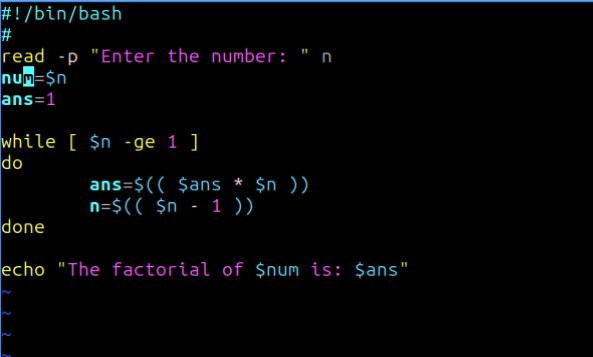 #!/bin/bash
#
read -p "Enter the number: " n
num=$n
ans=1
while [ $n -ge 1 ]
do
ans=$(( $ans * $n ))
n=$(( $n - 1 ))
done
echo "The factorial of $num is: $ans"
~
~
~
~